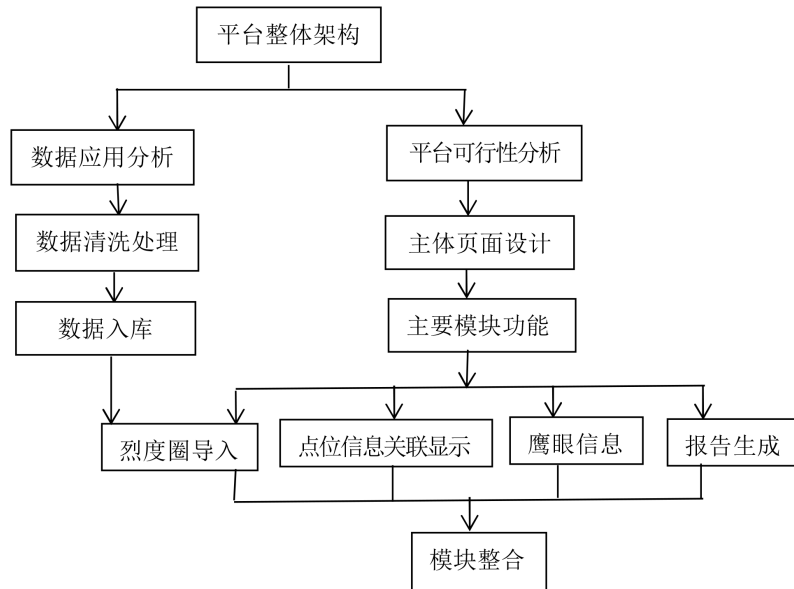 平台整体架构
数据应用分析
平台可行性分析
数据清洗处理
主体页面设计
数据入库
主要模块功能
烈度圈导入
点位信息关联显示
鹰眼信息
报告生成
模块整合